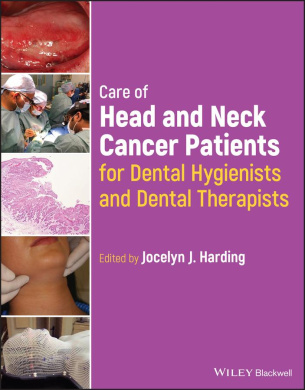 Care of
Head and Neck
Cancer Patients
for Dental Hygienists
and Dental Therapists
Edited by Jocelyn J. Harding
WILEY Blackwell